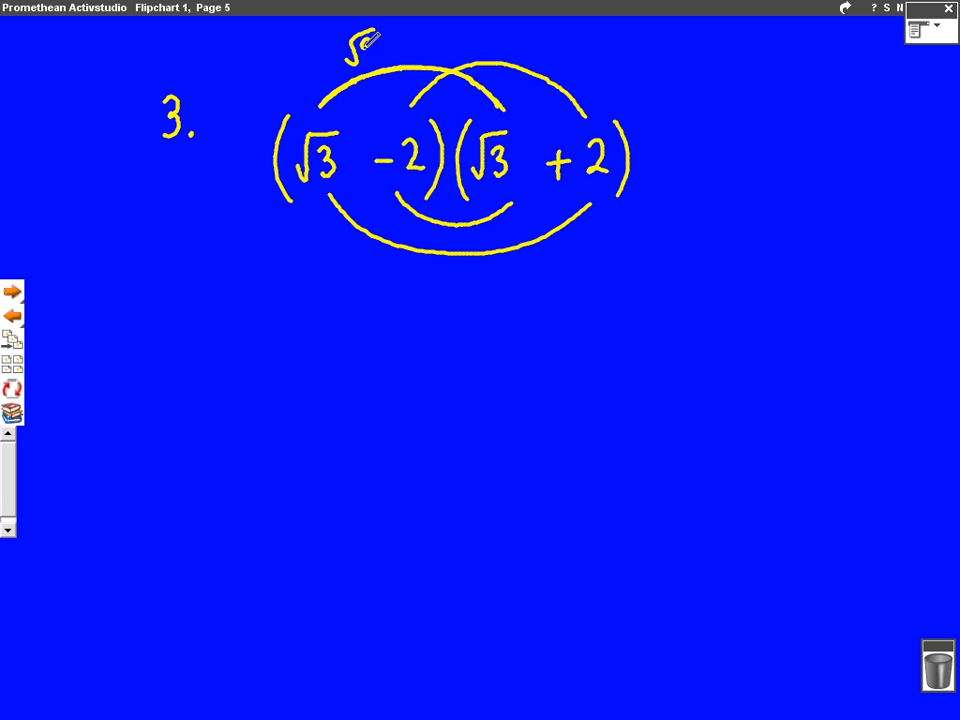 Promethean Activstudio Flipchart 1, Page 5 ? S N
3. (√3 - 2)(√3 + 2)